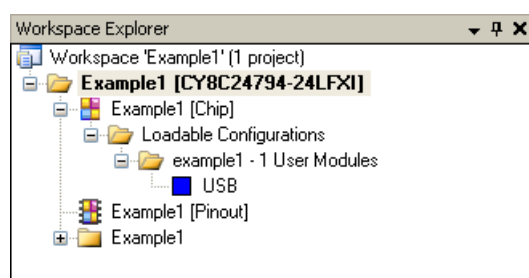 Workspace Explorer
Workspace 'Example1' (1 project)
Example1 [CY8C24794-24LFXI]
Example1 [Chip]
Loadable Configurations
example1 - 1 User Modules
USB
Example1 [Pinout]
Example1